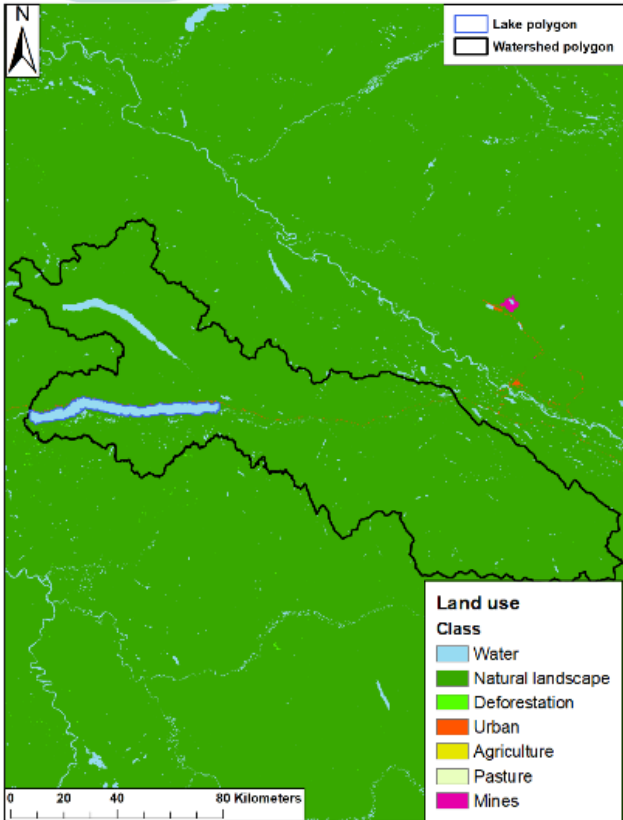 N
Lake polygon
Watershed polygon
Land use
Class
Water
Natural landscape
Deforestation
Urban
Agriculture
Pasture
Mines
0 20 40 80 Kilometers